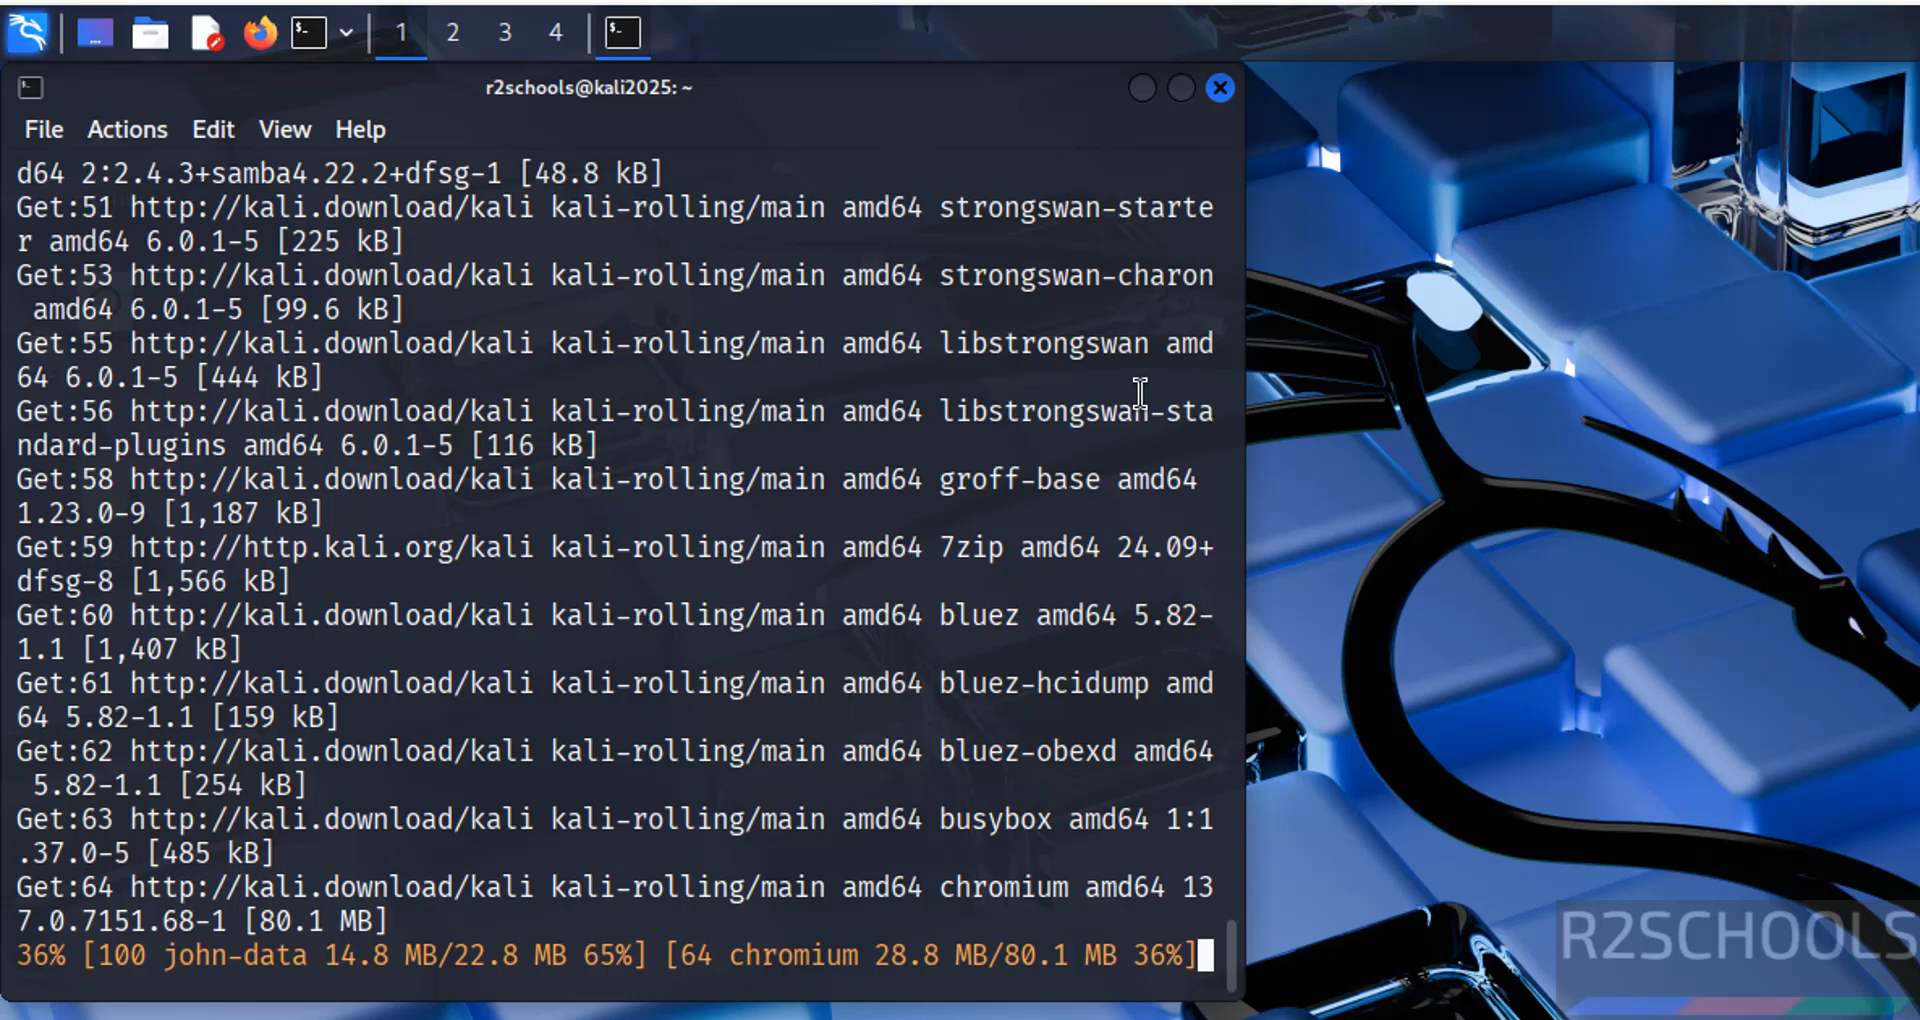 1 2 3 4
r2schools@kali2025: ~
File Actions Edit View Help
d64 2:2.4.3+samba4.22.2+dfsg-1 [48.8 kB]
Get:51 http://kali.download/kali kali-rolling/main amd64 strongswan-starte
r amd64 6.0.1-5 [225 kB]
Get:53 http://kali.download/kali kali-rolling/main amd64 strongswan-charon
 amd64 6.0.1-5 [99.6 kB]
Get:55 http://kali.download/kali kali-rolling/main amd64 libstrongswan amd
64 6.0.1-5 [444 kB]
Get:56 http://kali.download/kali kali-rolling/main amd64 libstrongswan-sta
ndard-plugins amd64 6.0.1-5 [116 kB]
Get:58 http://kali.download/kali kali-rolling/main amd64 groff-base amd64
1.23.0-9 [1,187 kB]
Get:59 http://http.kali.org/kali kali-rolling/main amd64 7zip amd64 24.09+
dfsg-8 [1,566 kB]
Get:60 http://kali.download/kali kali-rolling/main amd64 bluez amd64 5.82-
1.1 [1,407 kB]
Get:61 http://kali.download/kali kali-rolling/main amd64 bluez-hcidump amd
64 5.82-1.1 [159 kB]
Get:62 http://kali.download/kali kali-rolling/main amd64 bluez-obexd amd64
 5.82-1.1 [254 kB]
Get:63 http://kali.download/kali kali-rolling/main amd64 busybox amd64 1:1
.37.0-5 [485 kB]
Get:64 http://kali.download/kali kali-rolling/main amd64 chromium amd64 13
7.0.7151.68-1 [80.1 MB]
36% [100 john-data 14.8 MB/22.8 MB 65%] [64 chromium 28.8 MB/80.1 MB 36%]
R2SCHOOLS